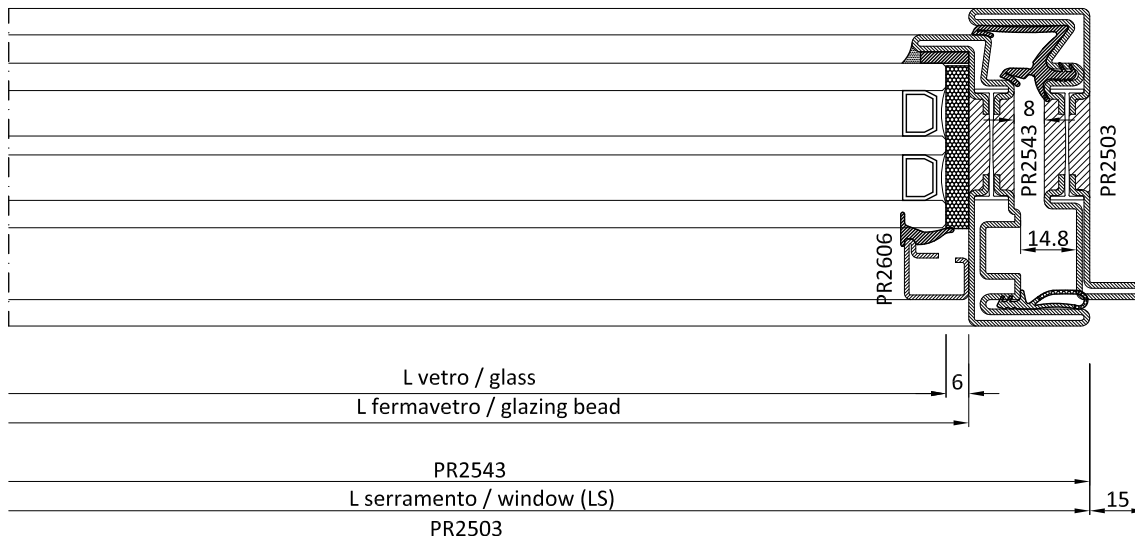 8
PR2543
PR2503
14.8
PR2606
L vetro / glass
6
L fermavetro / glazing bead
PR2543
L serramento / window (LS)
15
PR2503